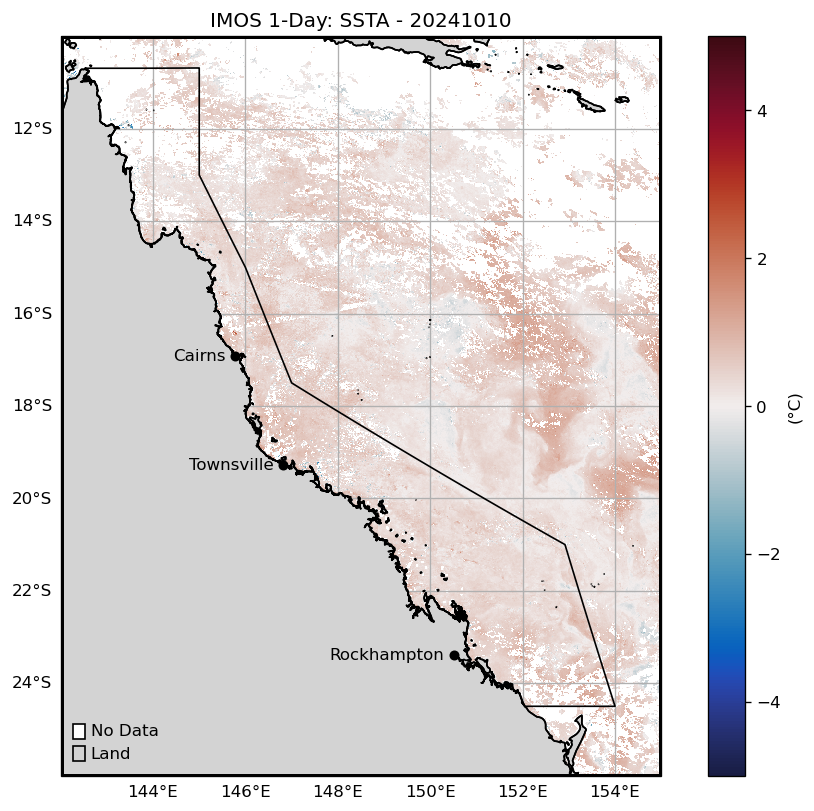 IMOS 1-Day: SSTA - 20241010
12°S
14°S
16°S
18°S
20°S
22°S
24°S
Cairns
Townsville
Rockhampton
No Data
Land
144°E 146°E 148°E 150°E 152°E 154°E
4
2
0
−2
−4
(°C)